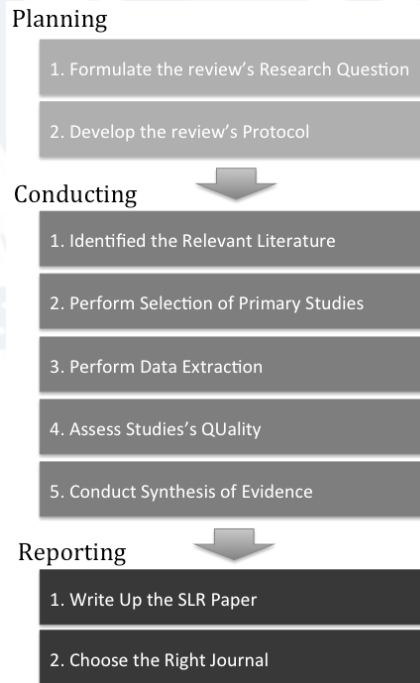 Planning
1. Formulate the review's Research Question
2. Develop the review's Protocol
Conducting
1. Identified the Relevant Literature
2. Perform Selection of Primary Studies
3. Perform Data Extraction
4. Assess Studies's QUality
5. Conduct Synthesis of Evidence
Reporting
1. Write Up the SLR Paper
2. Choose the Right Journal